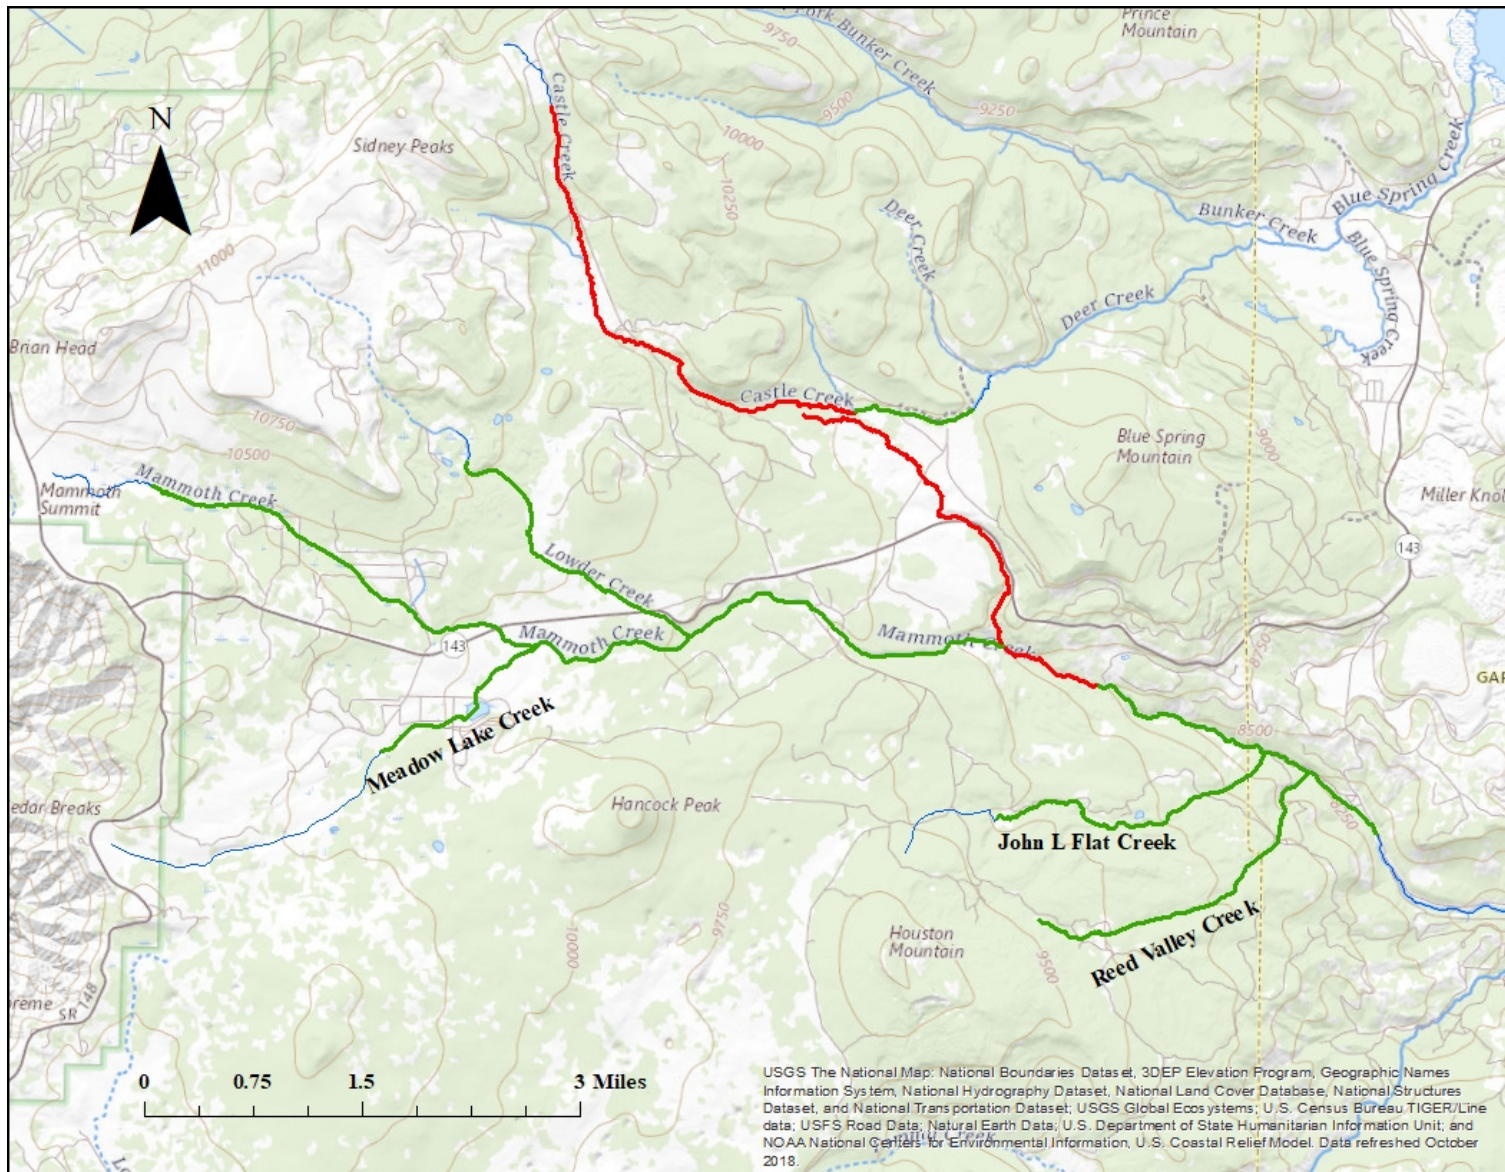 Prince
Mountain
9750
Fork Bunker Creek
9500
9250
Castle Creek
N
Sidney Peaks
10000
10250
Blue Spring Creek
Bunker Creek
Deer Creek
Blue Spring Creek
11000
Deer Creek
Brian Head
Castle Creek
10750
10500
Blue Spring
Mountain
9000
Mammoth Creek
Mammoth
Summit
Miller Knol
143
Lowder Creek
Mammoth Creek
143
Mammoth Creek
8750
GAR
Meadow Lake Creek
8500
edar Breaks
Hancock Peak
8250
John L Flat Creek
9750
10000
Houston
Mountain
9500
Reed Valley Creek
preme
SR 148
0 0.75 1.5 3 Miles
USGS The National Map: National Boundaries Dataset, 3DEP Elevation Program, Geographic Names
Information System, National Hydrography Dataset, National Land Cover Database, National Structures
Dataset, and National Transportation Dataset; USGS Global Ecosystems; U.S. Census Bureau TIGER/Line
data; USFS Road Data; Natural Earth Data; U.S. Department of State Humanitarian Information Unit; and
NOAA National Centers for Environmental Information, U.S. Coastal Relief Model. Data refreshed October
2018.
Creek
Lo